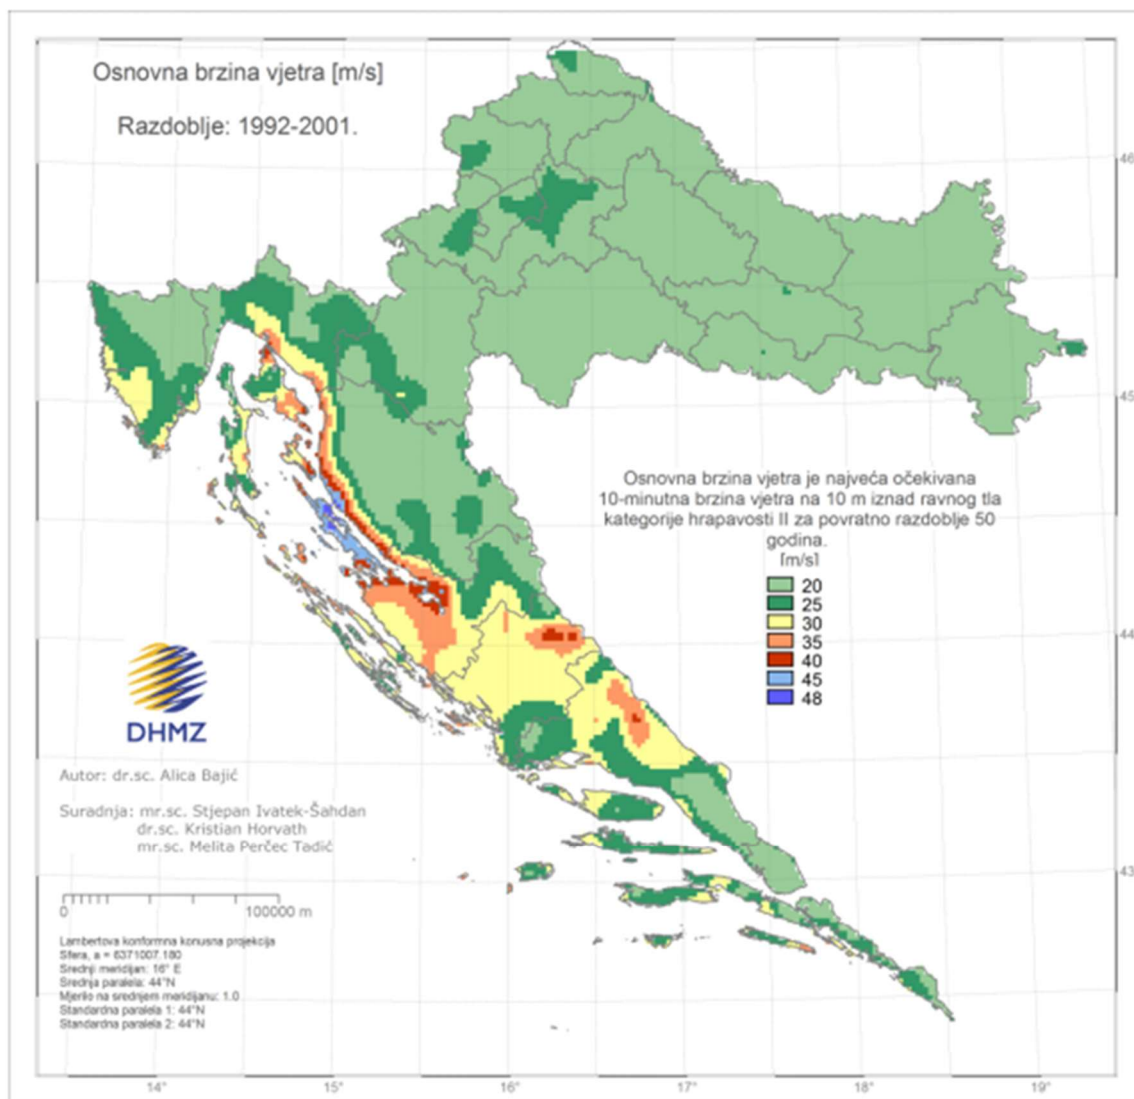 Osnovna brzina vjetra [m/s]
Razdoblje: 1992-2001.
46
45
Osnovna brzina vjetra je najveća očekivana
10-minutna brzina vjetra na 10 m iznad ravnog tla
kategorije hrapavosti II za povratno razdoblje 50
godina.
[m/s]
20
25
30
35
40
45
48
44
DHMZ
Autor: dr.sc. Alica Bajić
Suradnja: mr.sc. Stjepan Ivatek-Šahdan
dr.sc. Kristian Horvath
mr.sc. Melita Perčec Tadić
43
0 100000 m
Lambertova konformna konusna projekcija
Sfera, a = 6371007.180
Srednji meridijan: 16° E
Srednja paralela: 44°N
Mjerilo na srednjem meridijanu: 1.0
Standardna paralela 1: 44°N
Standardna paralela 2: 44°N
14° 15° 16° 17° 18° 19°